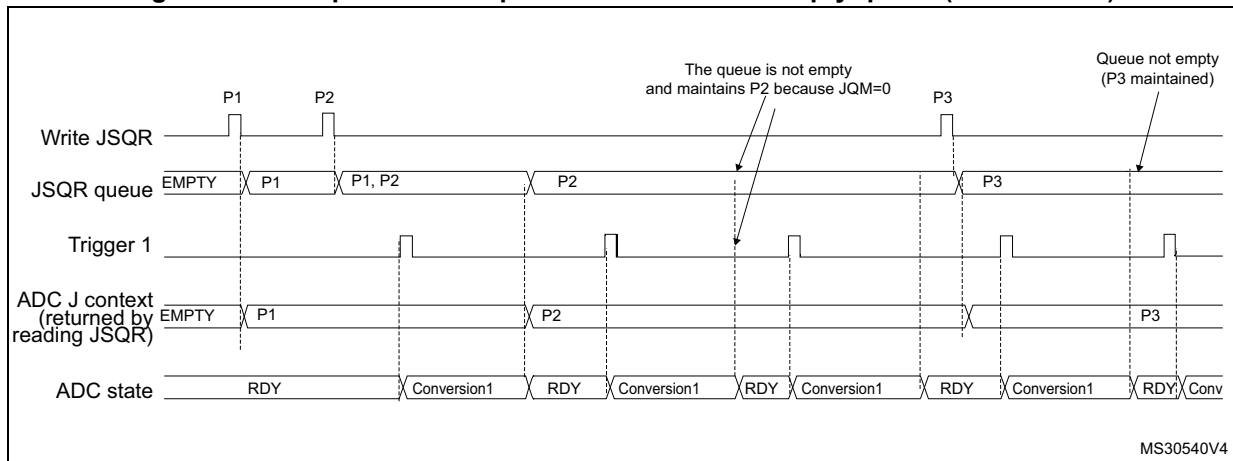 The queue is not empty
and maintains P2 because JQM=0
Queue not empty
(P3 maintained)
P1 P2 P3
Write JSQR
JSQR queue EMPTY P1 P1, P2 P2 P3
Trigger 1
ADC J context
(returned by
reading JSQR)
EMPTY P1 P2 P3
ADC state RDY Conversion1 RDY Conversion1 RDY Conversion1 RDY Conversion1 RDY Conv
MS30540V4